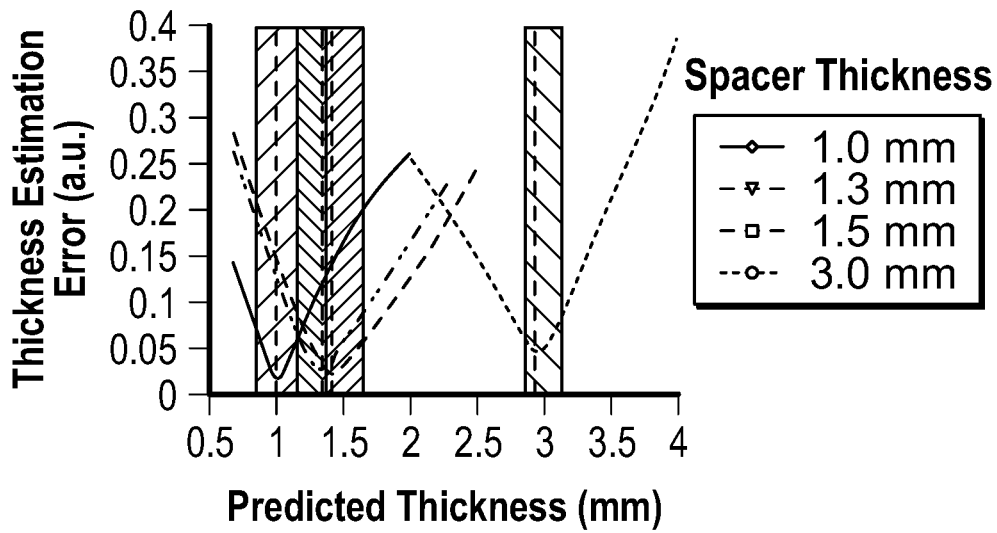 Thickness Estimation
Error (a.u.)
0.4
0.35
0.3
0.25
0.2
0.15
0.1
0.05
0
0.5 1 1.5 2 2.5 3 3.5 4
Predicted Thickness (mm)
Spacer Thickness
1.0 mm
1.3 mm
1.5 mm
3.0 mm